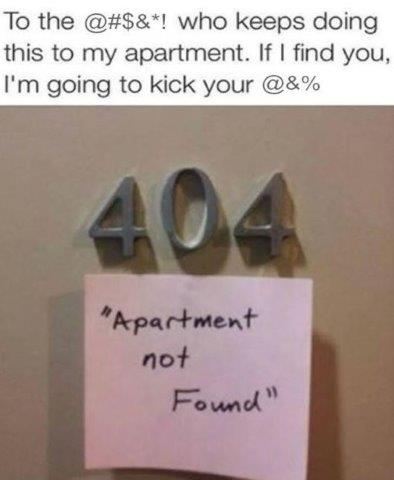 To the @#$&*! who keeps doing
this to my apartment. If I find you,
I'm going to kick your @&%
404
"Apartment
not
Found"